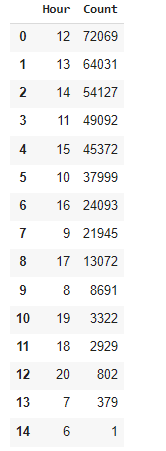 Hour Count
0 12 72069
1 13 64031
2 14 54127
3 11 49092
4 15 45372
5 10 37999
6 16 24093
7 9 21945
8 17 13072
9 8 8691
10 19 3322
11 18 2929
12 20 802
13 7 379
14 6 1